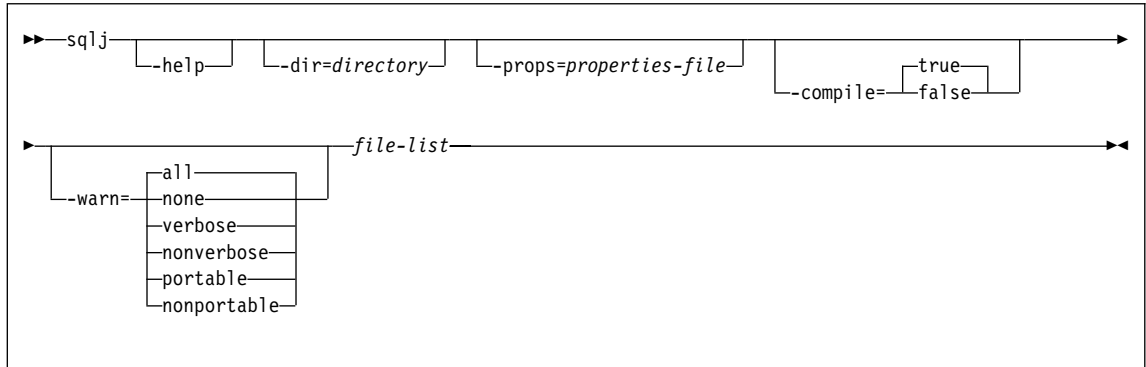 sqlj -help -dir=directory -props=properties-file -compile= true
false
-warn= all file-list
none
verbose
nonverbose
portable
nonportable